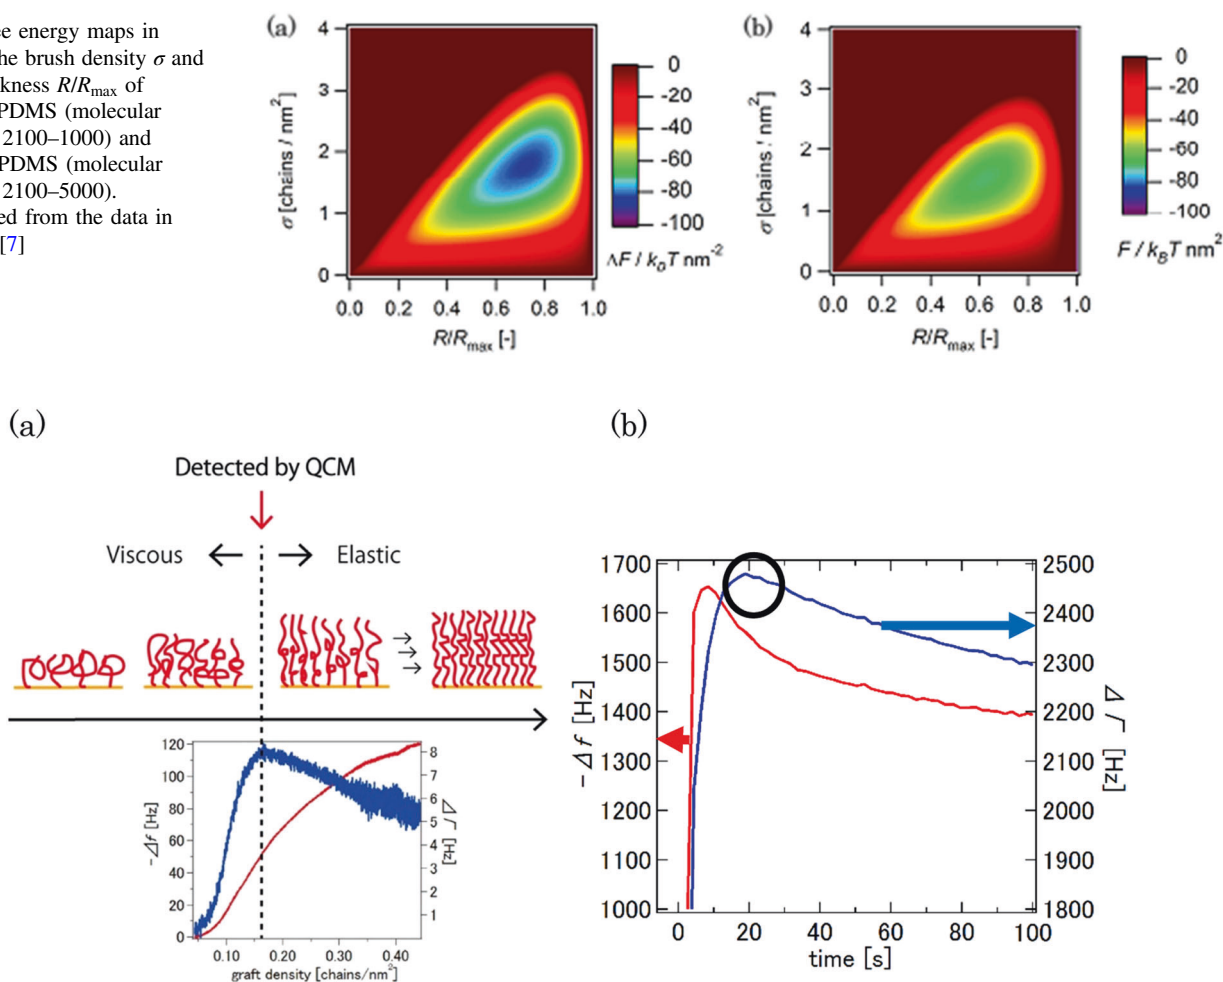 ee energy maps in
he brush density σ and
kness R/Rmax of
PDMS (molecular
2100–1000) and
PDMS (molecular
2100–5000).
ed from the data in
[7]
(a)
4
3
2
1
0
σ [chains / nm²]
0.0 0.2 0.4 0.6 0.8 1.0
R/Rmax [-]
0
-20
-40
-60
-80
-100
ΔF / kBT nm⁻²
(b)
4
3
2
1
0
σ [chains / nm²]
0.0 0.2 0.4 0.6 0.8 1.0
R/Rmax [-]
0
-20
-40
-60
-80
-100
F / kBT nm²
(a)
Detected by QCM
Viscous
Elastic
120
100
80
60
40
20
0
-Δf [Hz]
8
7
6
5
4
3
2
1
ΔΓ [Hz]
0.10 0.20 0.30 0.40
graft density [chains/nm²]
(b)
1700
1600
1500
1400
1300
1200
1100
1000
-Δf [Hz]
2500
2400
2300
2200
2100
2000
1900
1800
ΔΓ [Hz]
0 20 40 60 80 100
time [s]